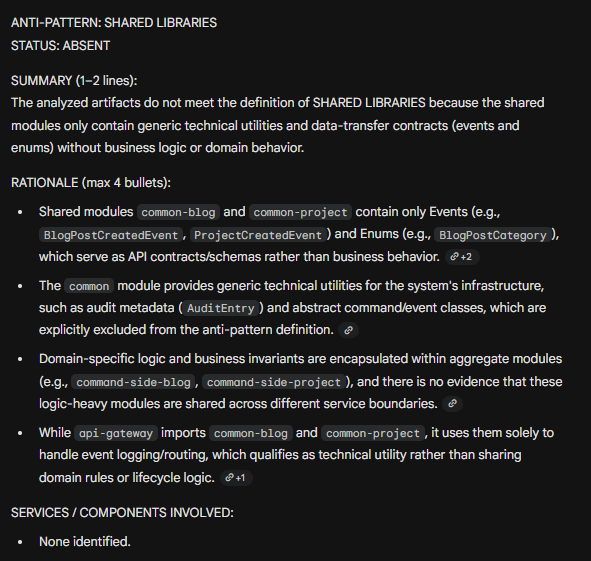 ANTI-PATTERN: SHARED LIBRARIES
STATUS: ABSENT
SUMMARY (1–2 lines):
The analyzed artifacts do not meet the definition of SHARED LIBRARIES because the shared
modules only contain generic technical utilities and data-transfer contracts (events and
enums) without business logic or domain behavior.
RATIONALE (max 4 bullets):
• Shared modules common-blog and common-project contain only Events (e.g.,
BlogPostCreatedEvent, ProjectCreatedEvent) and Enums (e.g., BlogPostCategory),
which serve as API contracts/schemas rather than business behavior. +2
• The common module provides generic technical utilities for the system's infrastructure,
such as audit metadata (AuditEntry) and abstract command/event classes, which are
explicitly excluded from the anti-pattern definition.
• Domain-specific logic and business invariants are encapsulated within aggregate modules
(e.g., command-side-blog, command-side-project), and there is no evidence that these
logic-heavy modules are shared across different service boundaries.
• While api-gateway imports common-blog and common-project, it uses them solely to
handle event logging/routing, which qualifies as technical utility rather than sharing
domain rules or lifecycle logic. +1
SERVICES / COMPONENTS INVOLVED:
• None identified.